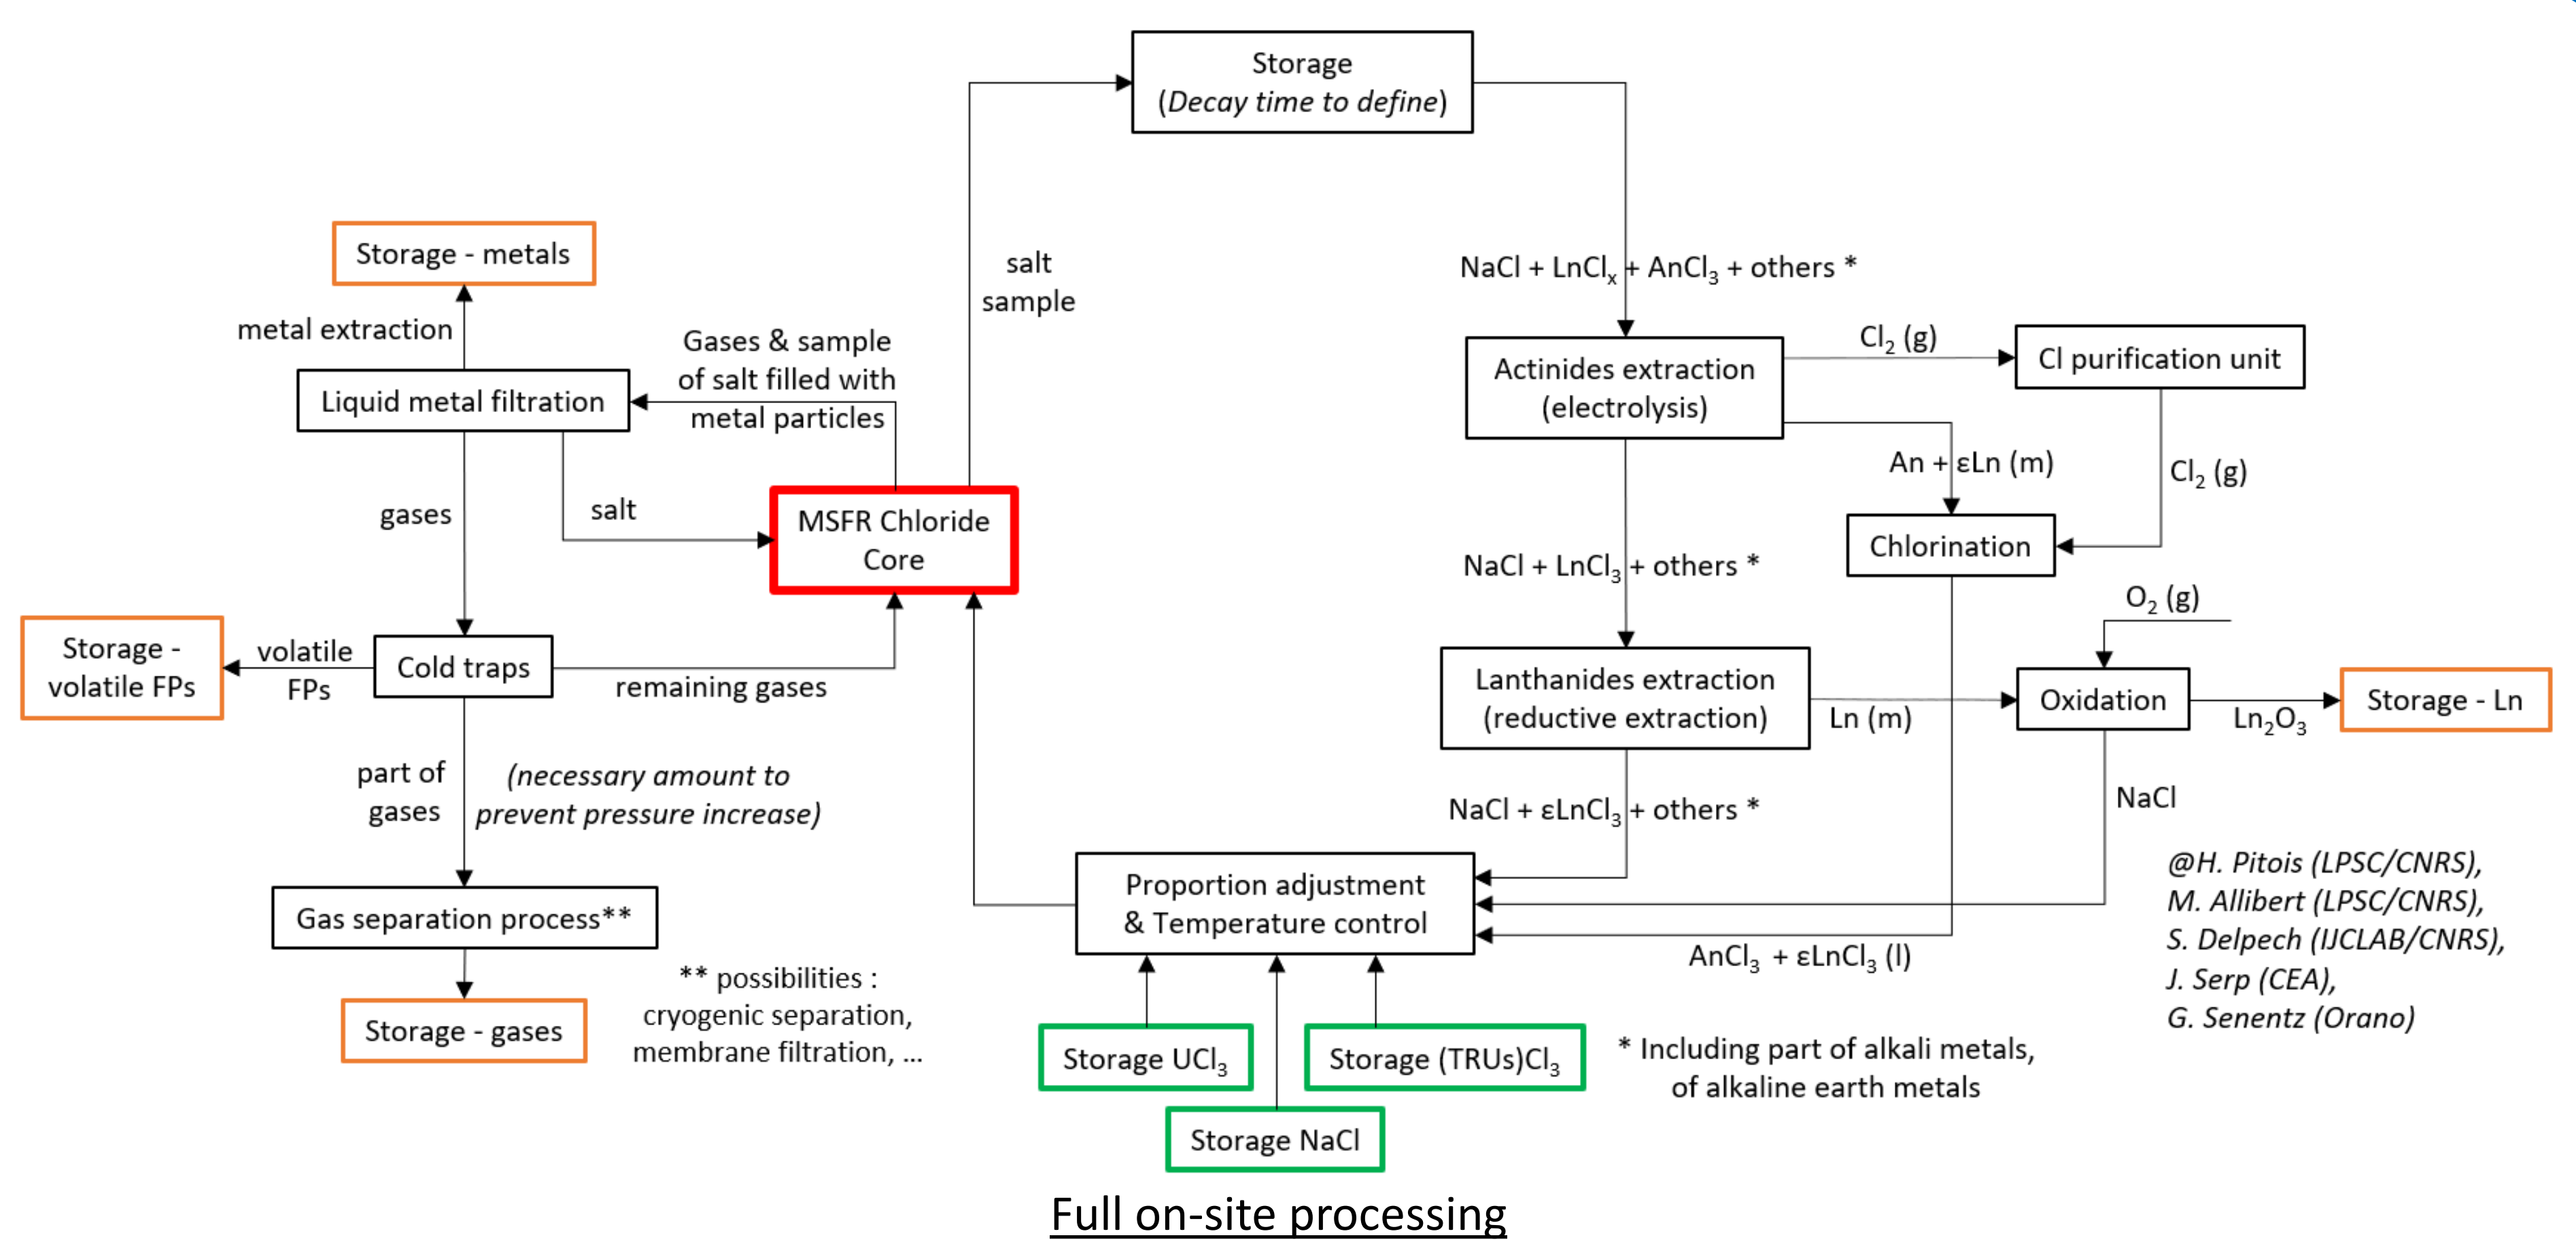 Storage
(Decay time to define)
Storage - metals
metal extraction
Liquid metal filtration
Gases & sample
of salt filled with
metal particles
salt
sample
gases
salt
MSFR Chloride
Core
Storage -
volatile FPs
volatile
FPs
Cold traps
remaining gases
part of
gases
(necessary amount to
prevent pressure increase)
Gas separation process**
Storage - gases
** possibilities :
cryogenic separation,
membrane filtration, ...
NaCl + LnClₓ + AnCl₃ + others *
Actinides extraction
(electrolysis)
Cl₂ (g)
Cl purification unit
An + εLn (m)
Cl₂ (g)
Chlorination
NaCl + LnCl₃ + others *
O₂ (g)
Lanthanides extraction
(reductive extraction)
Ln (m)
Oxidation
Ln₂O₃
Storage - Ln
NaCl + εLnCl₃ + others *
NaCl
Proportion adjustment
& Temperature control
AnCl₃ + εLnCl₃ (l)
Storage UCl₃
Storage (TRUs)Cl₃
Storage NaCl
* Including part of alkali metals,
of alkaline earth metals
@H. Pitois (LPSC/CNRS),
M. Allibert (LPSC/CNRS),
S. Delpech (IJCLAB/CNRS),
J. Serp (CEA),
G. Senentz (Orano)
Full on-site processing